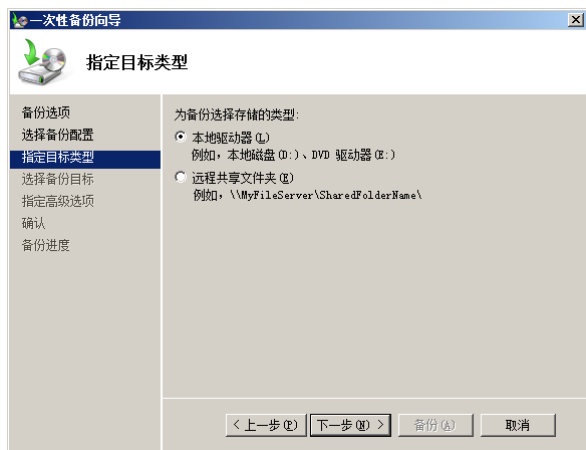 一次性备份向导
指定目标类型
备份选项
选择备份配置
指定目标类型
选择备份目标
指定高级选项
确认
备份进度
为备份选择存储的类型:
本地驱动器(L)
例如，本地磁盘(D:)、DVD 驱动器(E:)
远程共享文件夹(R)
例如，\\MyFileServer\SharedFolderName\
< 上一步(P)
下一步(N) >
备份(A)
取消